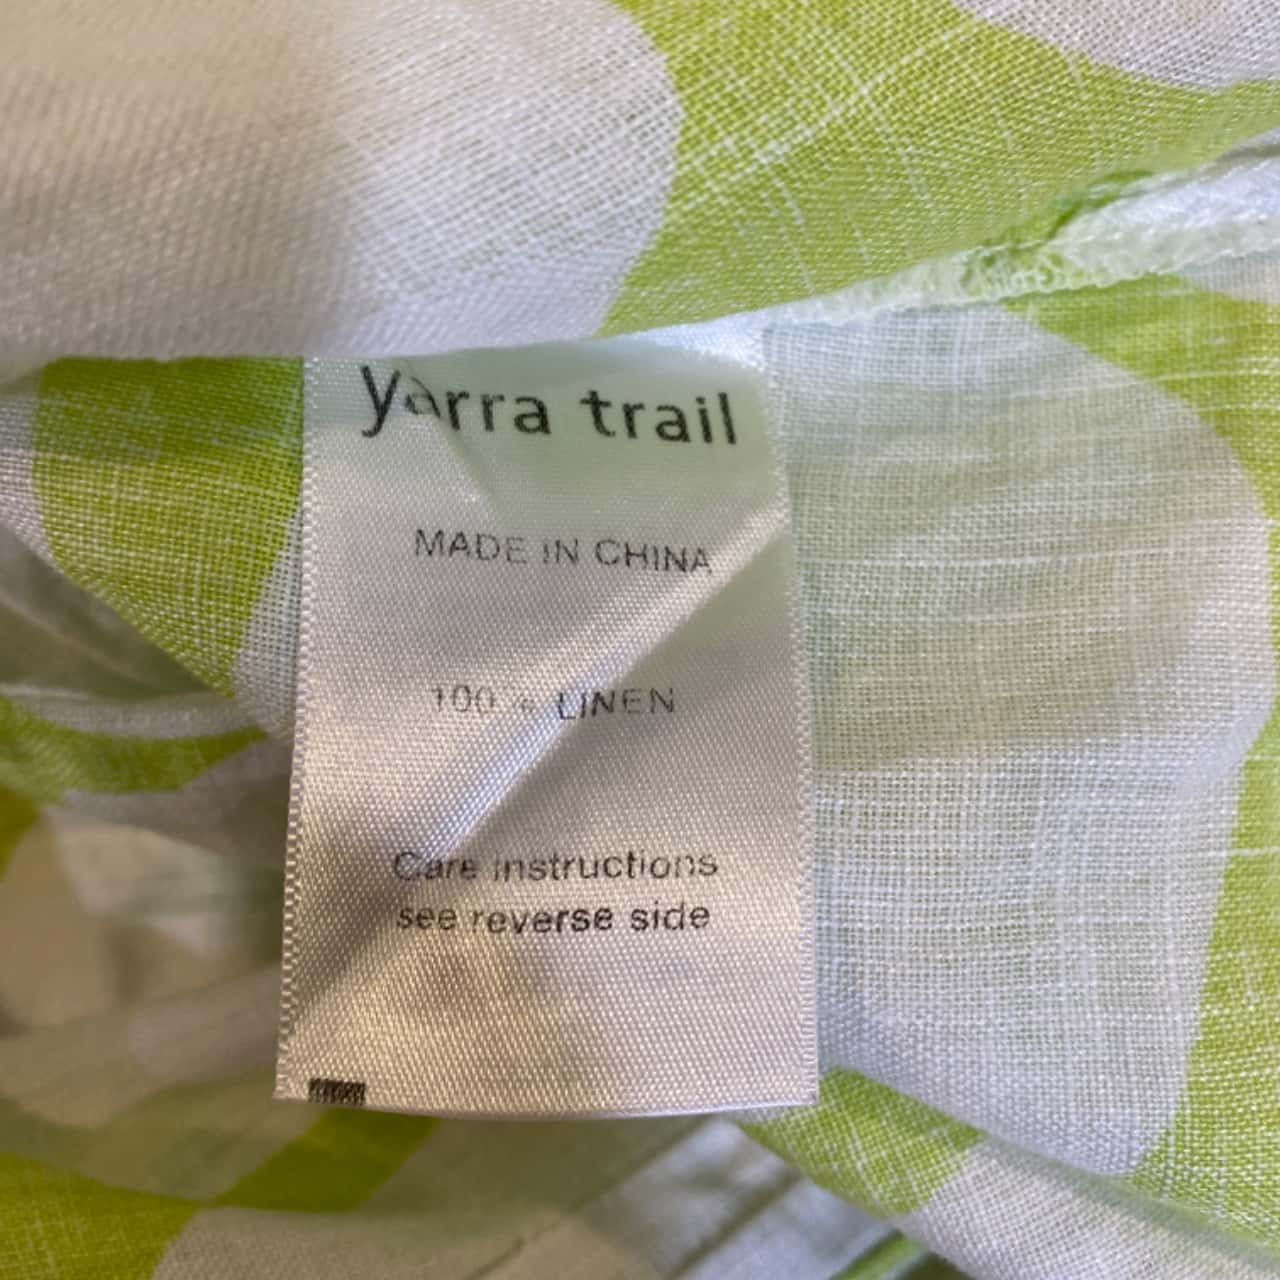 yarra trail
MADE IN CHINA
100 % LINEN
Care instructions
see reverse side